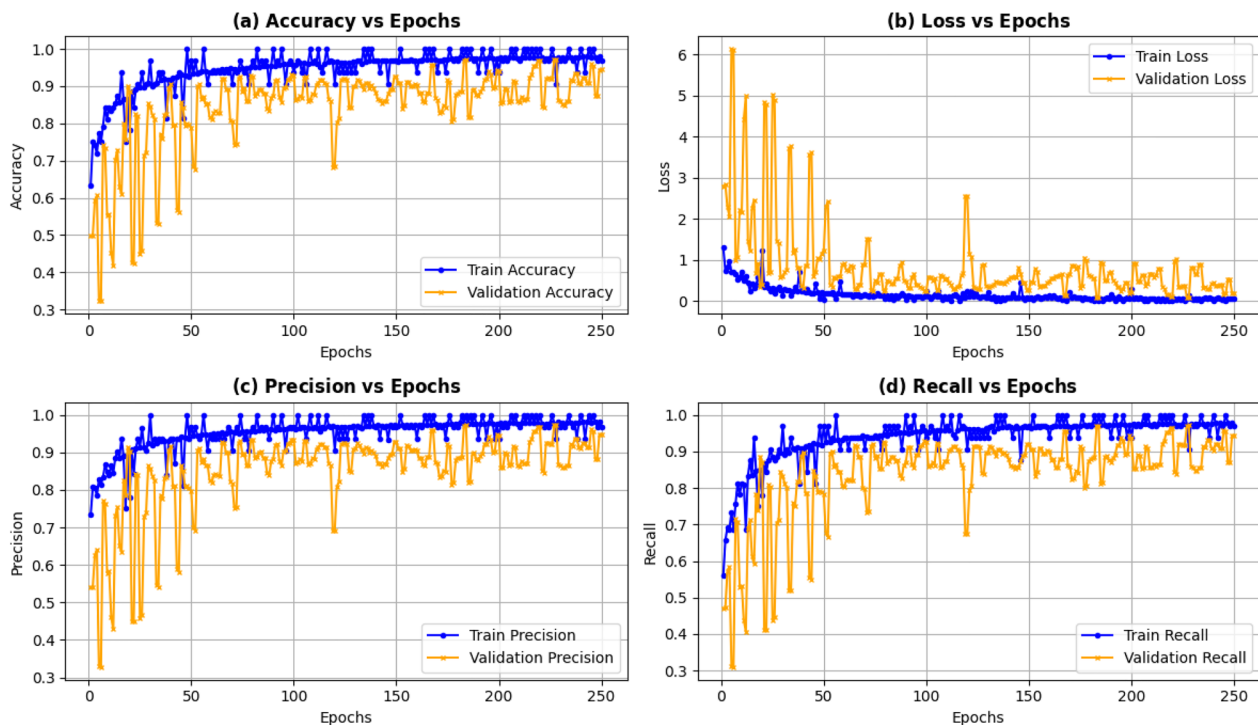 (a) Accuracy vs Epochs
1.0
0.9
0.8
0.7
0.6
0.5
0.4
0.3
Accuracy
Train Accuracy
Validation Accuracy
0 50 100 150 200 250
Epochs
(b) Loss vs Epochs
6
5
4
3
2
1
0
Loss
Train Loss
Validation Loss
0 50 100 150 200 250
Epochs
(c) Precision vs Epochs
1.0
0.9
0.8
0.7
0.6
0.5
0.4
0.3
Precision
Train Precision
Validation Precision
0 50 100 150 200 250
Epochs
(d) Recall vs Epochs
1.0
0.9
0.8
0.7
0.6
0.5
0.4
0.3
Recall
Train Recall
Validation Recall
0 50 100 150 200 250
Epochs